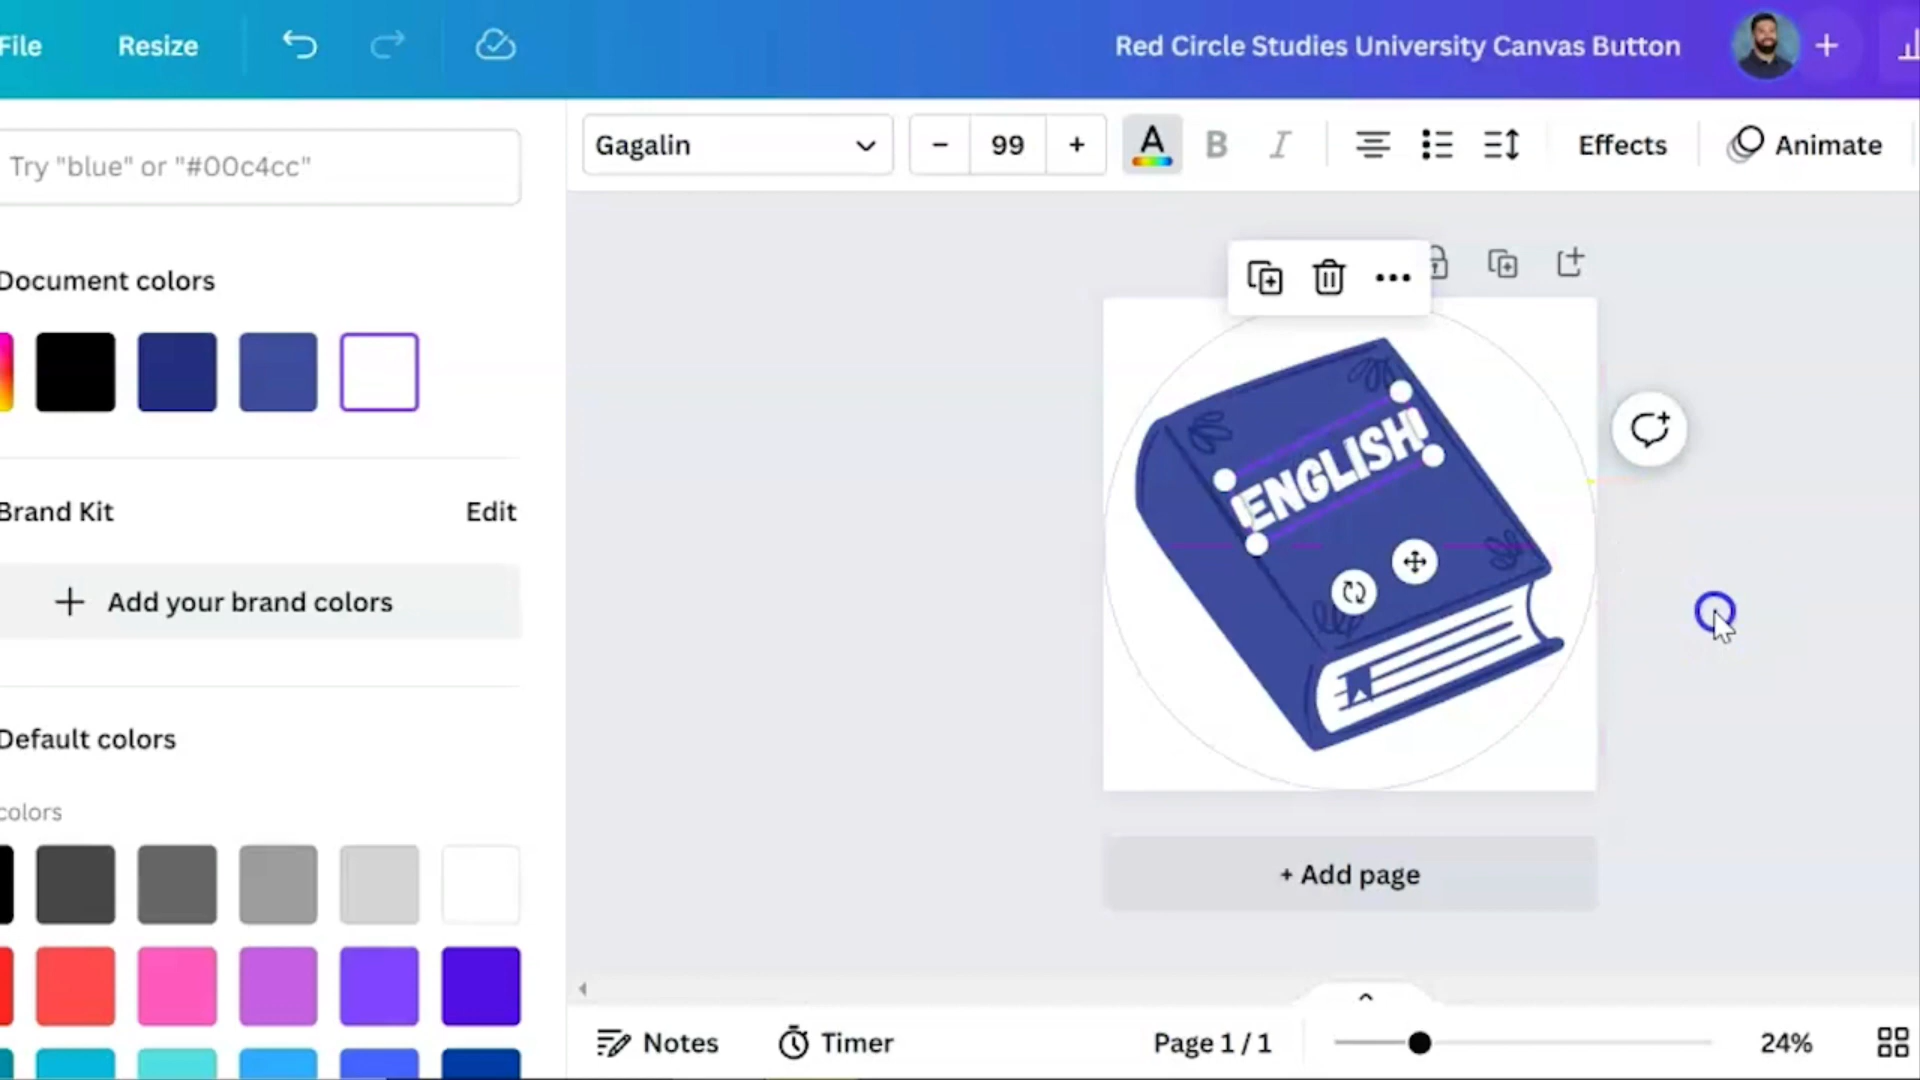 File Resize Red Circle Studies University Canvas Button
Try "blue" or "#00c4cc"
Gagalin 99 A B I Effects Animate
Document colors
!ENGLISH!
Brand Kit Edit
Add your brand colors
Default colors
colors
+ Add page
Notes Timer Page 1 / 1 24%